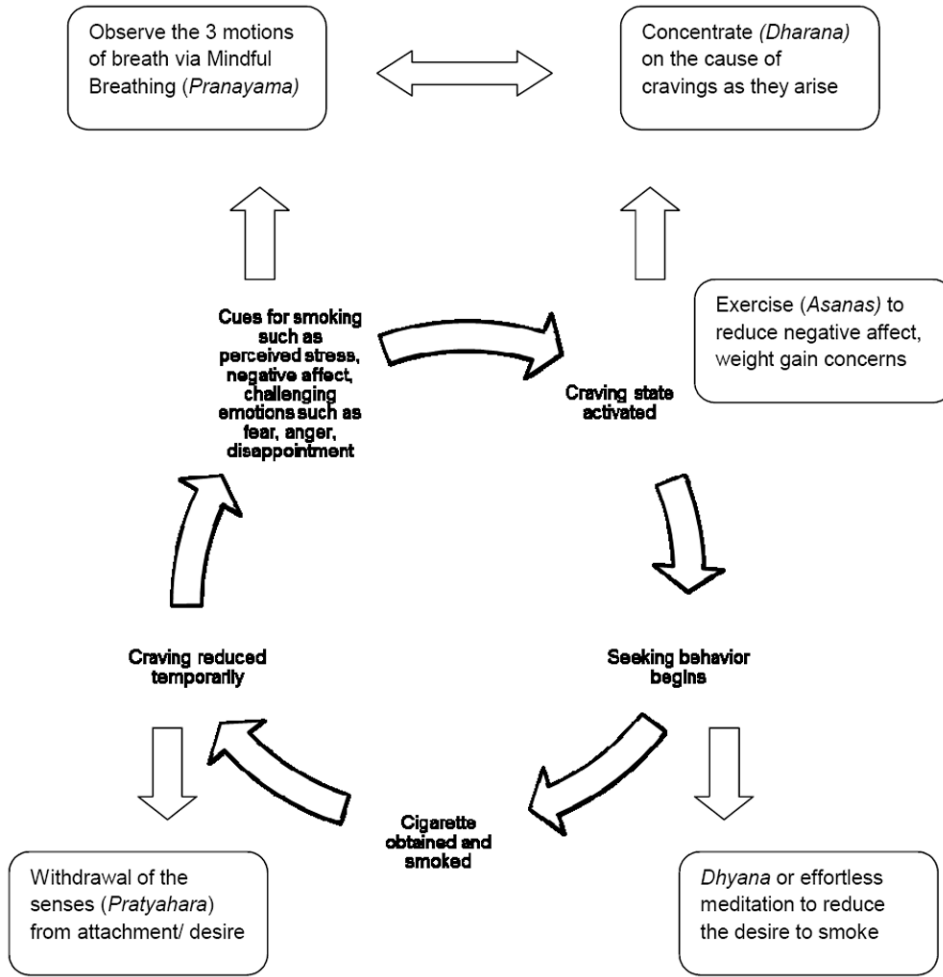 Observe the 3 motions
of breath via Mindful
Breathing (Pranayama)
Concentrate (Dharana)
on the cause of
cravings as they arise
Exercise (Asanas) to
reduce negative affect,
weight gain concerns
Cues for smoking
such as
perceived stress,
negative affect,
challenging
emotions such as
fear, anger,
disappointment
Craving state
activated
Craving reduced
temporarily
Seeking behavior
begins
Cigarette
obtained and
smoked
Withdrawal of the
senses (Pratyahara)
from attachment/ desire
Dhyana or effortless
meditation to reduce
the desire to smoke